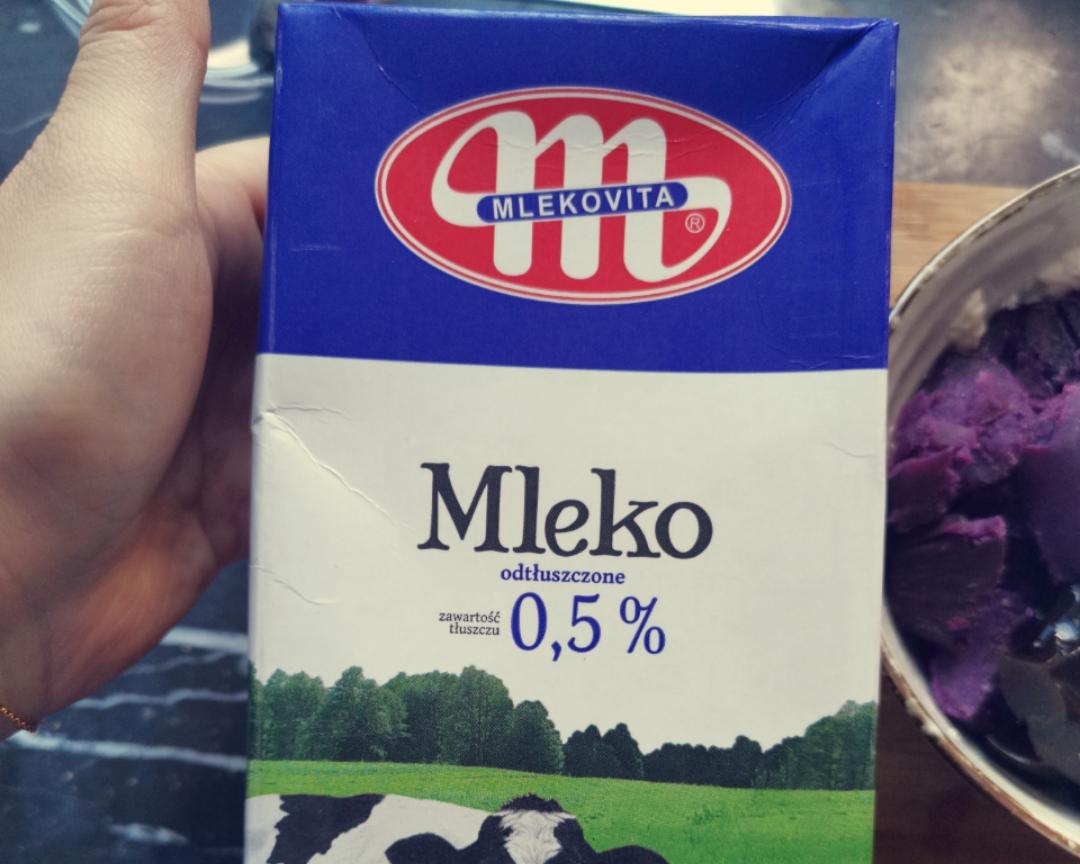 MLEKOVITA
®
Mleko
odtłuszczone
zawartość
tłuszczu
0,5 %